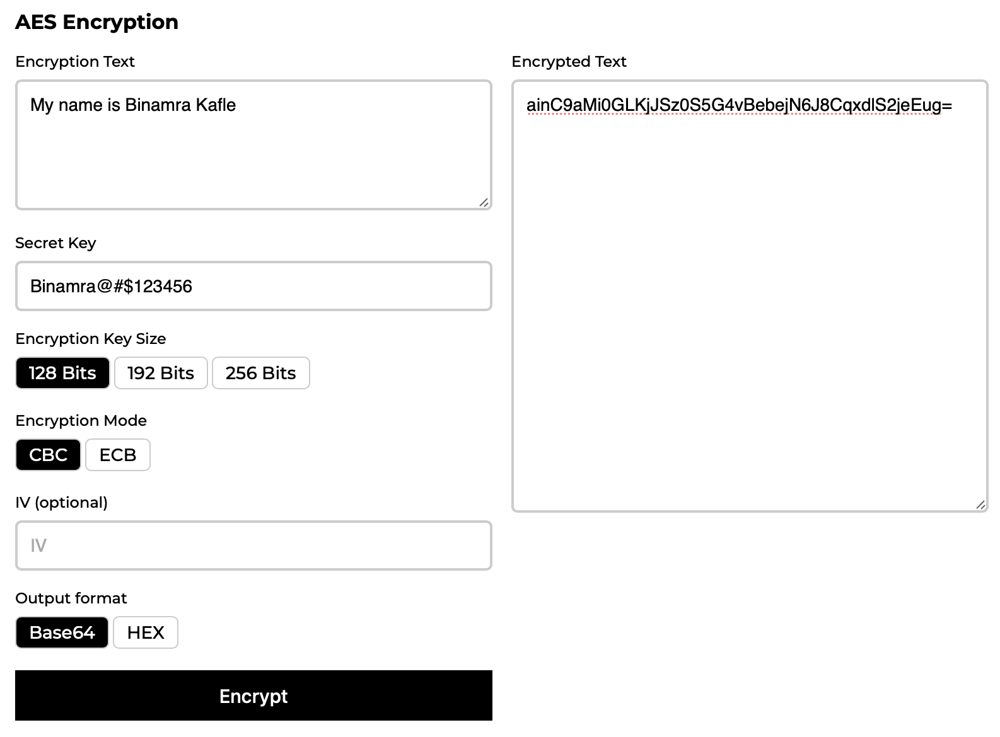 AES Encryption
Encryption Text
My name is Binamra Kafle
Secret Key
Binamra@#$123456
Encryption Key Size
128 Bits 192 Bits 256 Bits
Encryption Mode
CBC ECB
IV (optional)
IV
Output format
Base64 HEX
Encrypt
Encrypted Text
ainC9aMi0GLKjJSz0S5G4vBebejN6J8CqxdlS2jeEug=